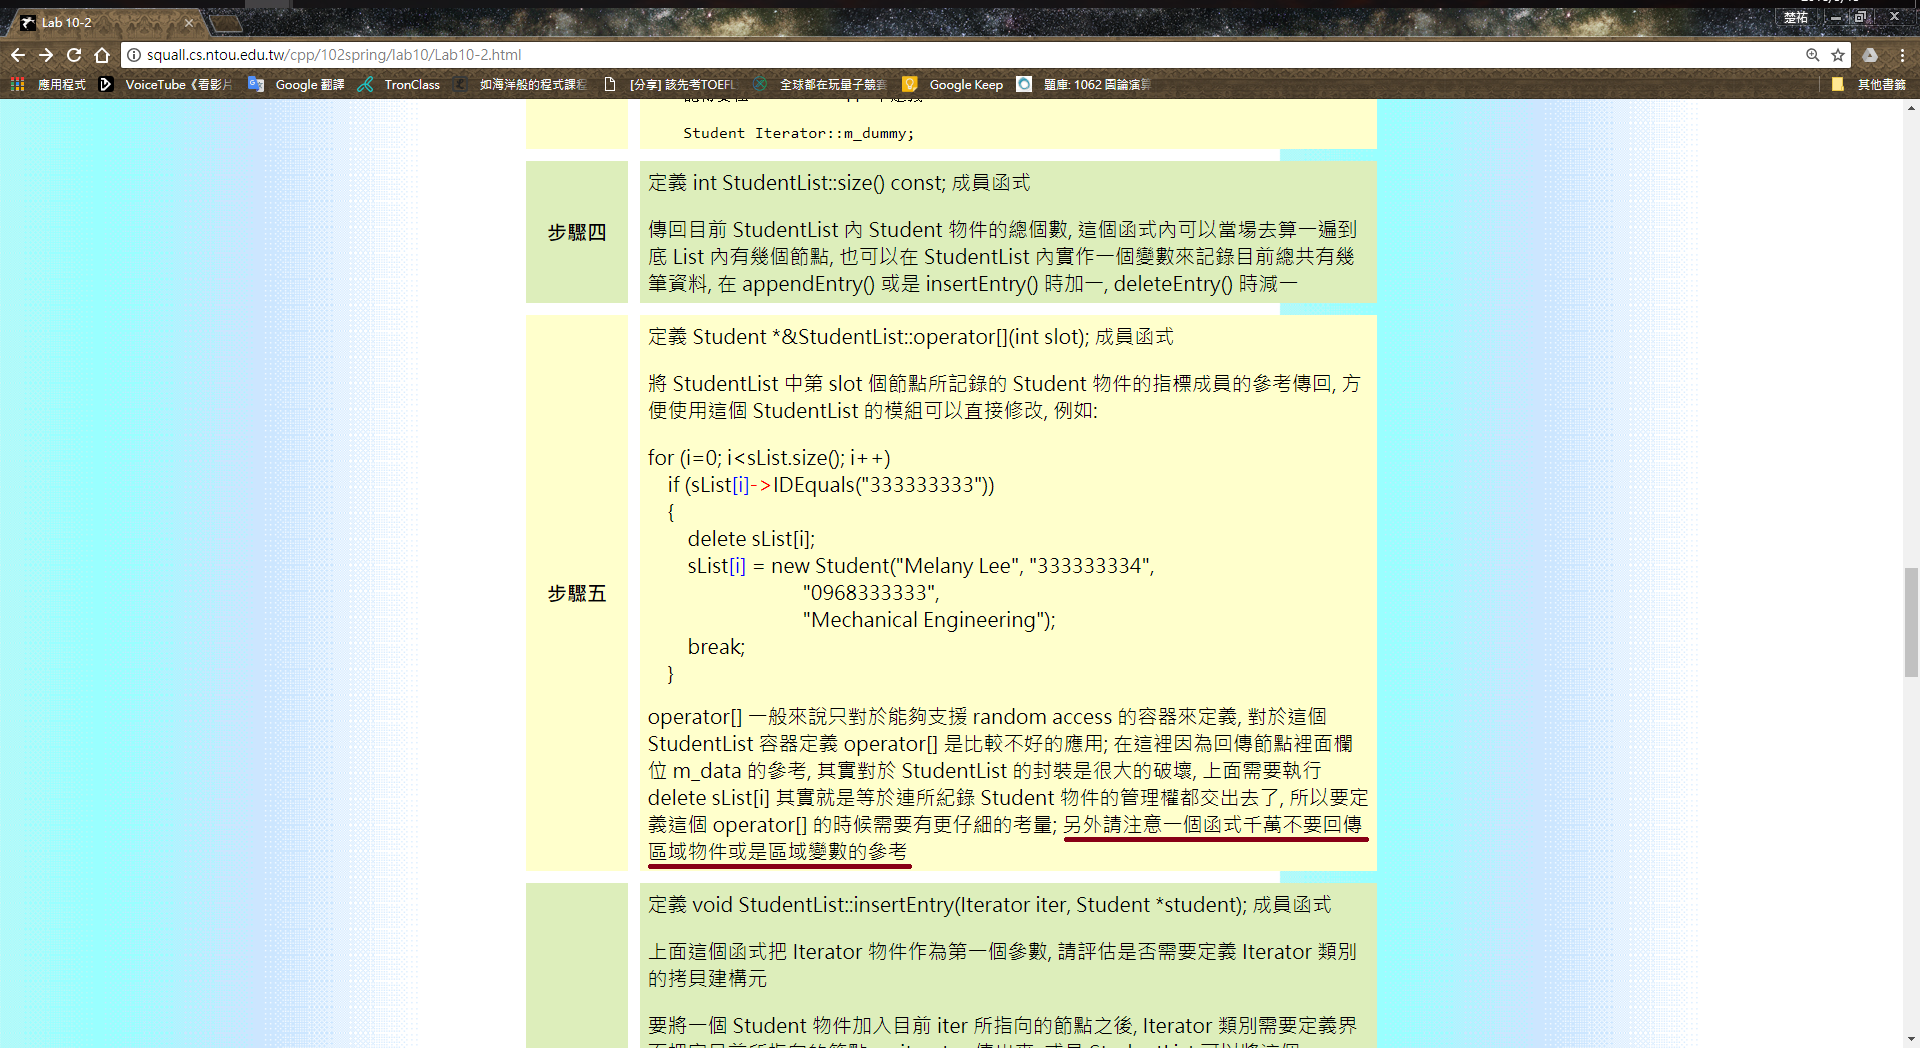 Lab 10-2
楚祐
squall.cs.ntou.edu.tw/cpp/102spring/lab10/Lab10-2.html
應用程式 VoiceTube《看影片 Google 翻譯 TronClass 如海洋般的程式課程 [分享] 該先考TOEFL 全球都在玩量子競賽 Google Keep 題庫: 1062 圖論演算 其他書籤
Student Iterator::m_dummy;
步驟四
定義 int StudentList::size() const; 成員函式
傳回目前 StudentList 內 Student 物件的總個數, 這個函式內可以當場去算一遍到
底 List 內有幾個節點, 也可以在 StudentList 內實作一個變數來記錄目前總共有幾
筆資料, 在 appendEntry() 或是 insertEntry() 時加一, deleteEntry() 時減一
步驟五
定義 Student *&StudentList::operator[](int slot); 成員函式
將 StudentList 中第 slot 個節點所記錄的 Student 物件的指標成員的參考傳回, 方
便使用這個 StudentList 的模組可以直接修改, 例如:
for (i=0; i<sList.size(); i++)
if (sList[i]->IDEquals("333333333"))
{
delete sList[i];
sList[i] = new Student("Melany Lee", "333333334",
"0968333333",
"Mechanical Engineering");
break;
}
operator[] 一般來說只對於能夠支援 random access 的容器來定義, 對於這個
StudentList 容器定義 operator[] 是比較不好的應用; 在這裡因為回傳節點裡面欄
位 m_data 的參考, 其實對於 StudentList 的封裝是很大的破壞, 上面需要執行
delete sList[i] 其實就是等於連所紀錄 Student 物件的管理權都交出去了, 所以要定
義這個 operator[] 的時候需要有更仔細的考量; 另外請注意一個函式千萬不要回傳
區域物件或是區域變數的參考
定義 void StudentList::insertEntry(Iterator iter, Student *student); 成員函式
上面這個函式把 Iterator 物件作為第一個參數, 請評估是否需要定義 Iterator 類別
的拷貝建構元
要將一個 Student 物件加入目前 iter 所指向的節點之後, Iterator 類別需要定義界